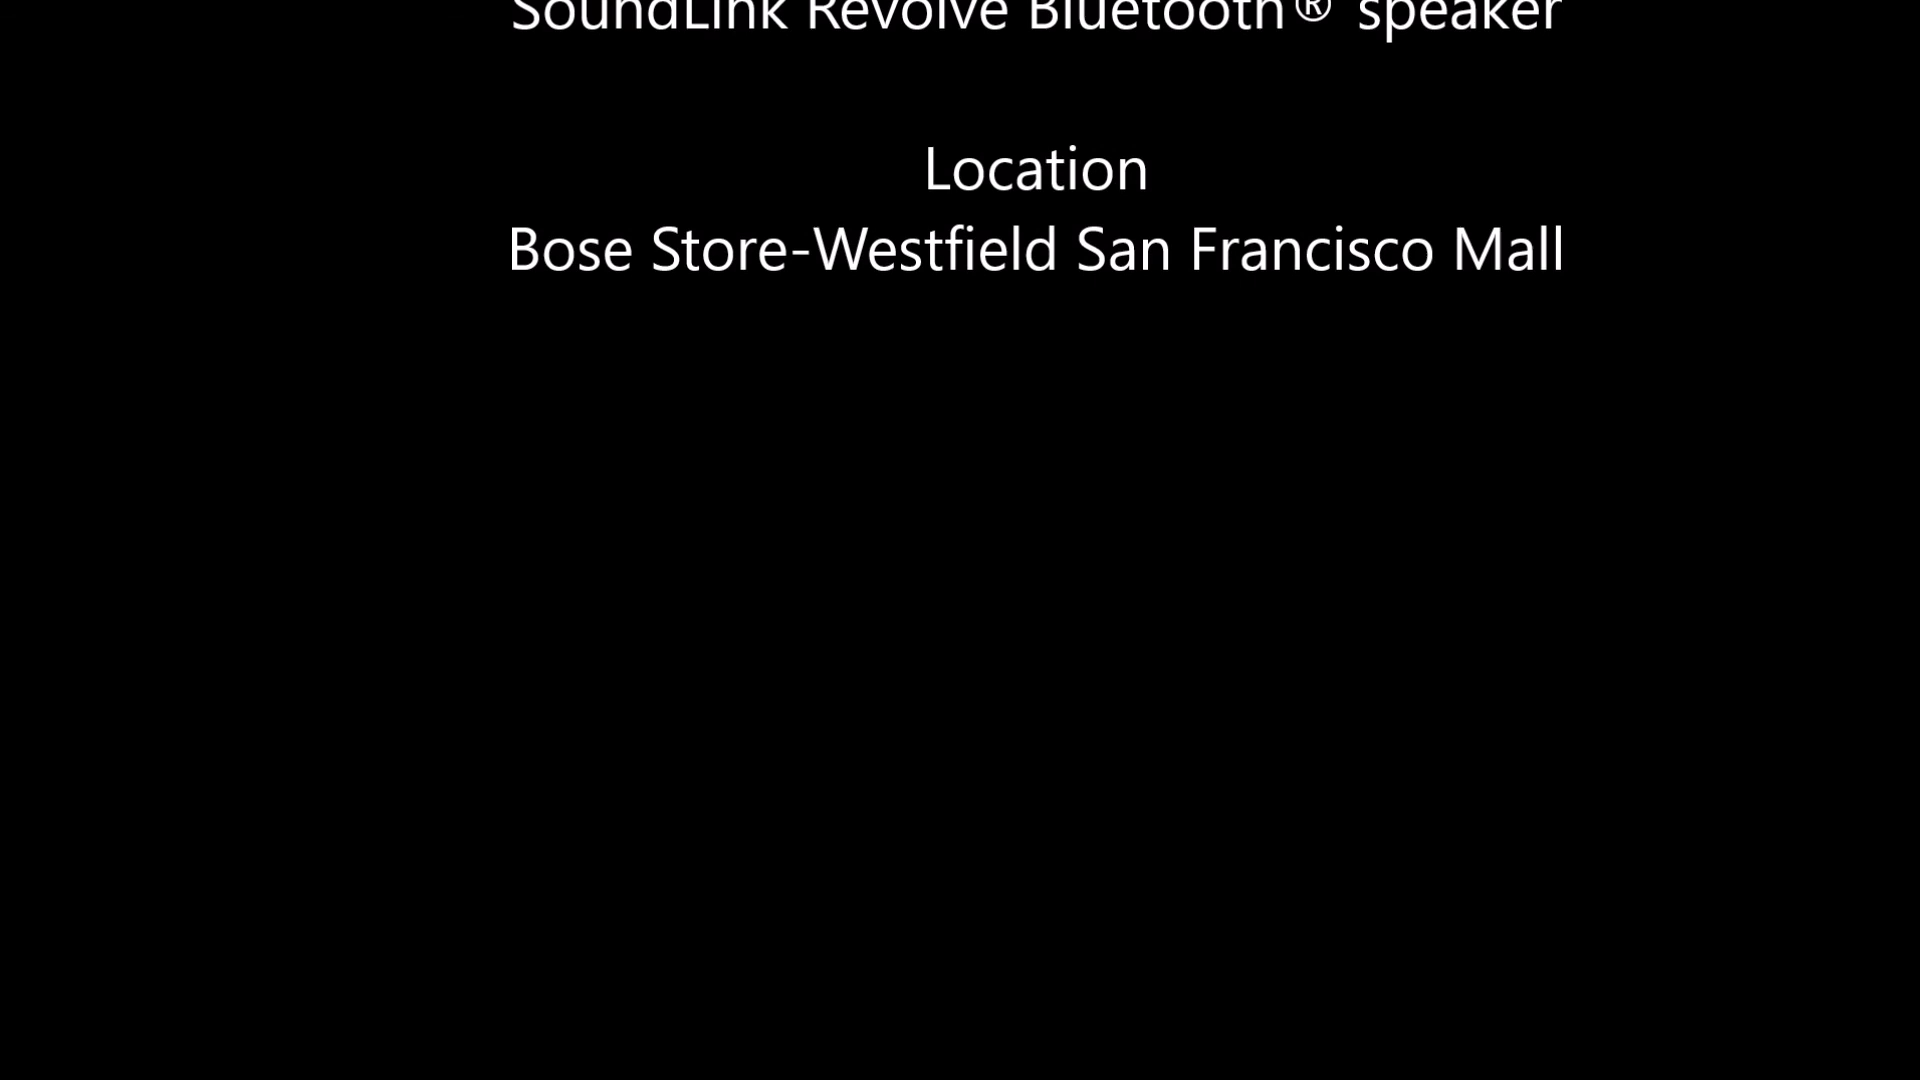 SoundLink Revolve Bluetooth® speaker
Location
Bose Store-Westfield San Francisco Mall